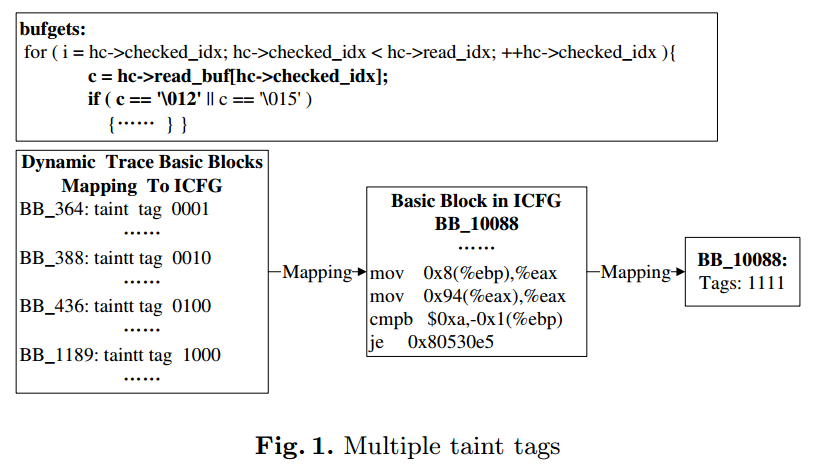 bufgets:
for ( i = hc->checked_idx; hc->checked_idx < hc->read_idx; ++hc->checked_idx ){
c = hc->read_buf[hc->checked_idx];
if ( c == '\012' || c == '\015' )
{······ } }
Dynamic Trace Basic Blocks
Mapping To ICFG
BB_364: taint tag 0001
······
BB_388: taintt tag 0010
······
BB_436: taintt tag 0100
······
BB_1189: taintt tag 1000
······
Mapping
Basic Block in ICFG
BB_10088
······
mov 0x8(%ebp),%eax
mov 0x94(%eax),%eax
cmpb $0xa,-0x1(%ebp)
je 0x80530e5
Mapping
BB_10088:
Tags: 1111
Fig. 1. Multiple taint tags